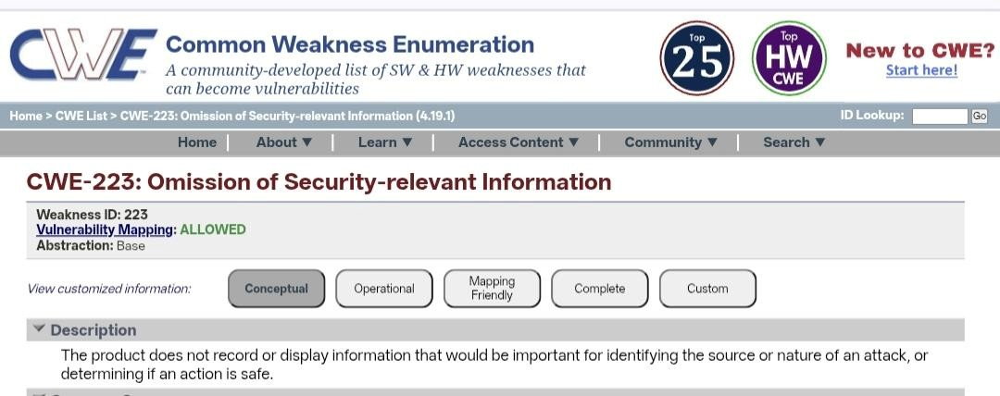 CWE
Common Weakness Enumeration
A community-developed list of SW & HW weaknesses that
can become vulnerabilities
Top
25
Top
HW
CWE
New to CWE?
Start here!
Home > CWE List > CWE-223: Omission of Security-relevant Information (4.19.1)
ID Lookup:
Go
Home
About ▼
Learn ▼
Access Content ▼
Community ▼
Search ▼
CWE-223: Omission of Security-relevant Information
Weakness ID: 223
Vulnerability Mapping: ALLOWED
Abstraction: Base
View customized information:
Conceptual
Operational
Mapping
Friendly
Complete
Custom
Description
The product does not record or display information that would be important for identifying the source or nature of an attack, or
determining if an action is safe.